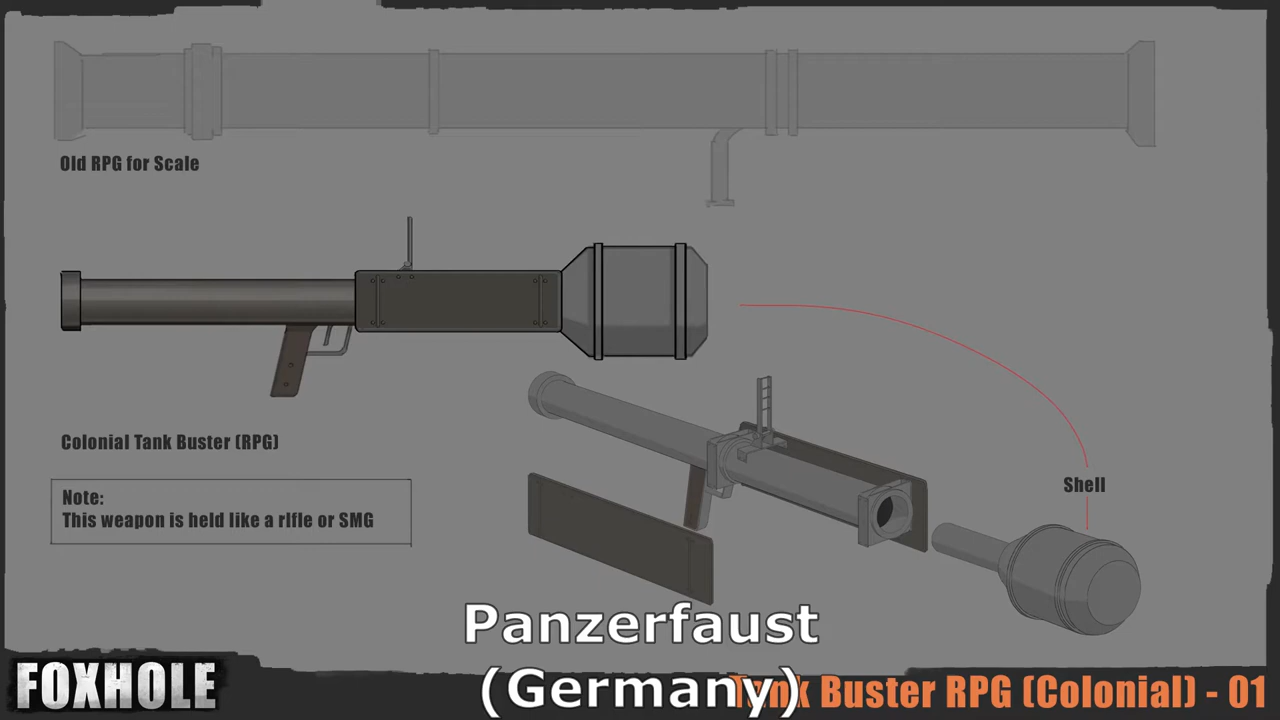 Old RPG for Scale
Colonial Tank Buster (RPG)
Note:
This weapon is held like a rifle or SMG
Shell
Panzerfaust
(Germany)
FOXHOLE
Tank Buster RPG (Colonial) - 01